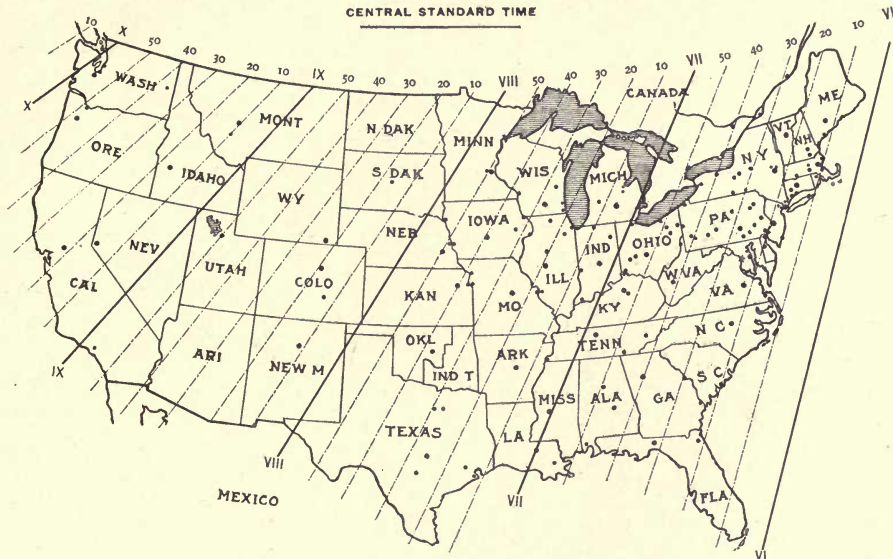 CENTRAL STANDARD TIME
10 X 50 40 30 20 10 IX 50 40 30 20 10 VIII 50 40 30 20 10 VII 50 40 30 20 10 VI
CANADA
WASH
MONT
N DAK
MINN
ME
X
VT
NH
ORE
IDAHO
S DAK
WIS
MICH
N Y
WY
IOWA
PA
NEB
NEV
UTAH
COLO
ILL
IND
OHIO
CAL
KAN
MO
W VA
VA
KY
N C
IX
ARI
NEW M
OKL
IND T
ARK
TENN
S C
MISS
ALA
GA
TEXAS
LA
VIII
VII
FLA
MEXICO
VI